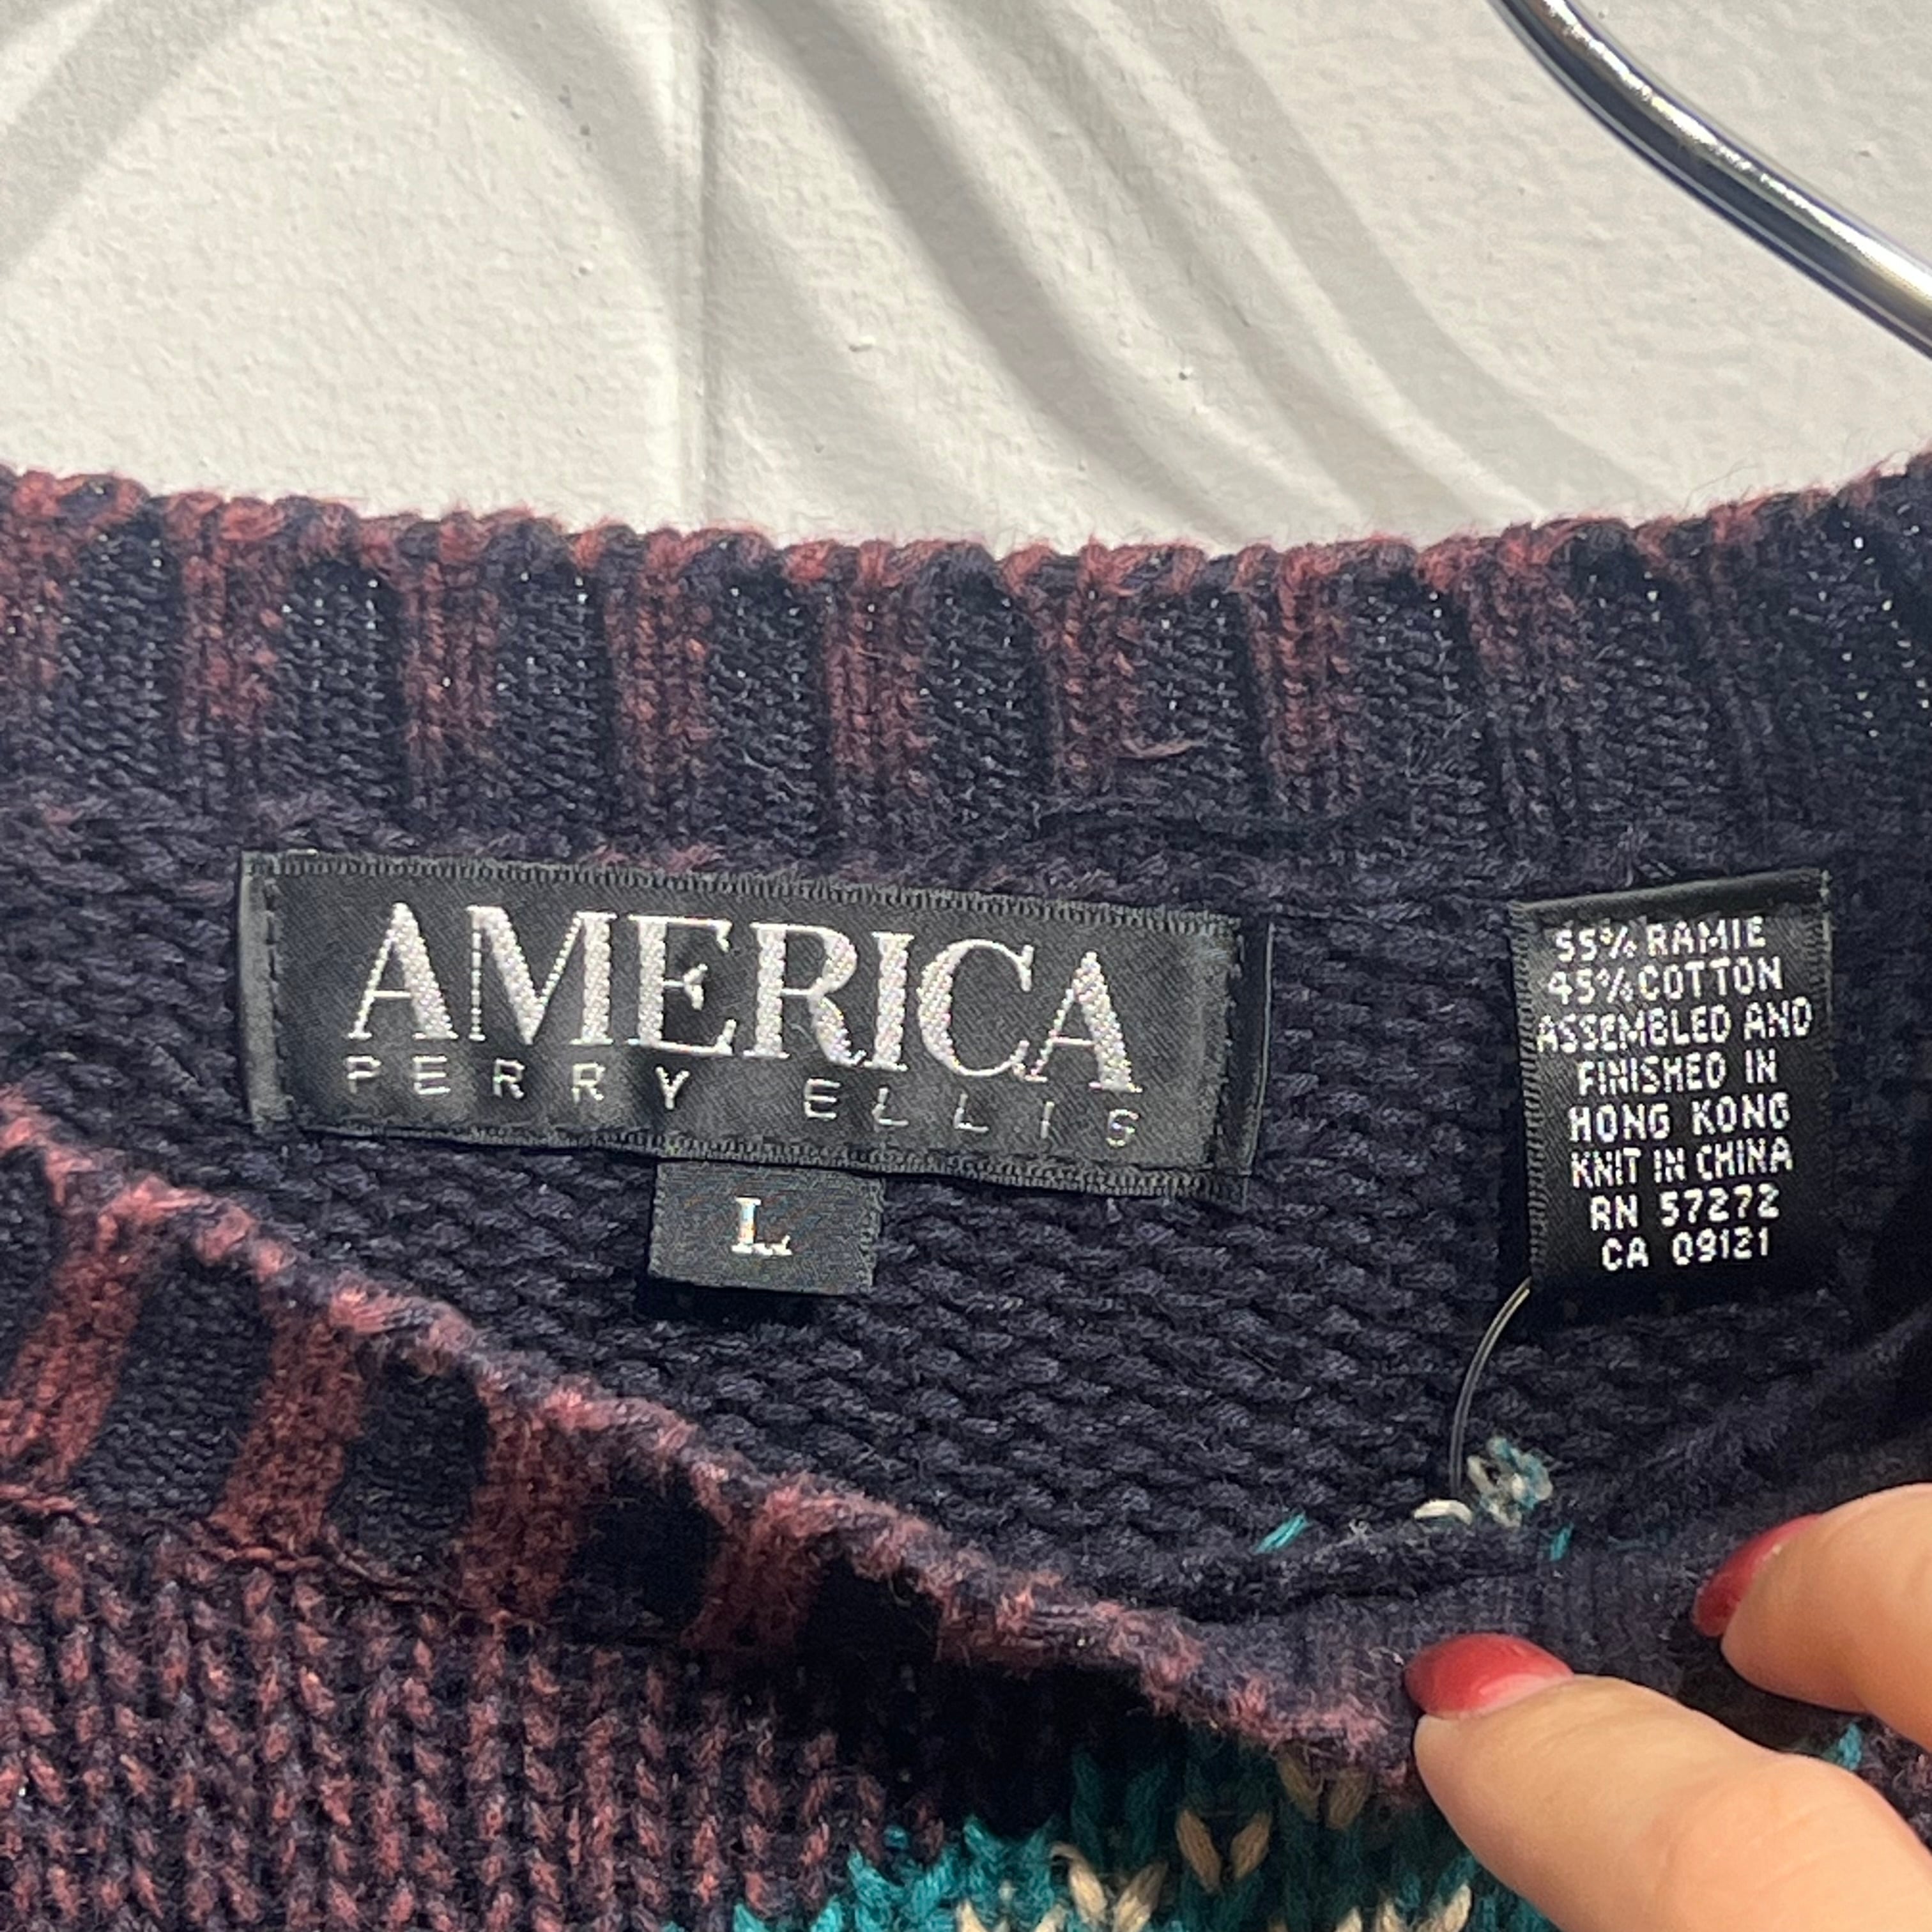 AMERICA
PERRY ELLIS
L
55% RAMIE
45% COTTON
ASSEMBLED AND
FINISHED IN
HONG KONG
KNIT IN CHINA
RN 57272
CA 09121